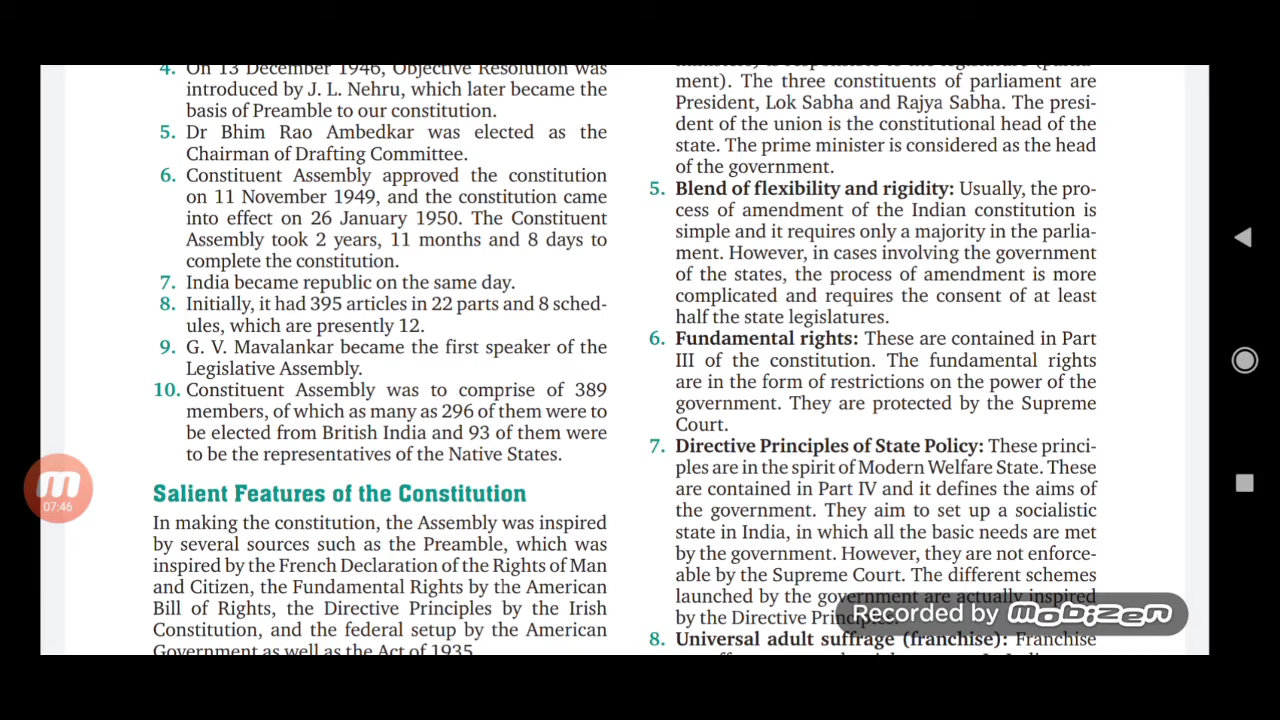 4. On 13 December 1946, Objective Resolution was
introduced by J. L. Nehru, which later became the
basis of Preamble to our constitution.
5. Dr Bhim Rao Ambedkar was elected as the
Chairman of Drafting Committee.
6. Constituent Assembly approved the constitution
on 11 November 1949, and the constitution came
into effect on 26 January 1950. The Constituent
Assembly took 2 years, 11 months and 8 days to
complete the constitution.
7. India became republic on the same day.
8. Initially, it had 395 articles in 22 parts and 8 sched-
ules, which are presently 12.
9. G. V. Mavalankar became the first speaker of the
Legislative Assembly.
10. Constituent Assembly was to comprise of 389
members, of which as many as 296 of them were to
be elected from British India and 93 of them were
to be the representatives of the Native States.
Salient Features of the Constitution
In making the constitution, the Assembly was inspired
by several sources such as the Preamble, which was
inspired by the French Declaration of the Rights of Man
and Citizen, the Fundamental Rights by the American
Bill of Rights, the Directive Principles by the Irish
Constitution, and the federal setup by the American
Government as well as the Act of 1935.
ment). The three constituents of parliament are
President, Lok Sabha and Rajya Sabha. The presi-
dent of the union is the constitutional head of the
state. The prime minister is considered as the head
of the government.
5. Blend of flexibility and rigidity: Usually, the pro-
cess of amendment of the Indian constitution is
simple and it requires only a majority in the parlia-
ment. However, in cases involving the government
of the states, the process of amendment is more
complicated and requires the consent of at least
half the state legislatures.
6. Fundamental rights: These are contained in Part
III of the constitution. The fundamental rights
are in the form of restrictions on the power of the
government. They are protected by the Supreme
Court.
7. Directive Principles of State Policy: These princi-
ples are in the spirit of Modern Welfare State. These
are contained in Part IV and it defines the aims of
the government. They aim to set up a socialistic
state in India, in which all the basic needs are met
by the government. However, they are not enforce-
able by the Supreme Court. The different schemes
launched by the government are actually inspired
by the Directive Principles.
8. Universal adult suffrage (franchise): Franchise
07:46
Recorded by mobizen